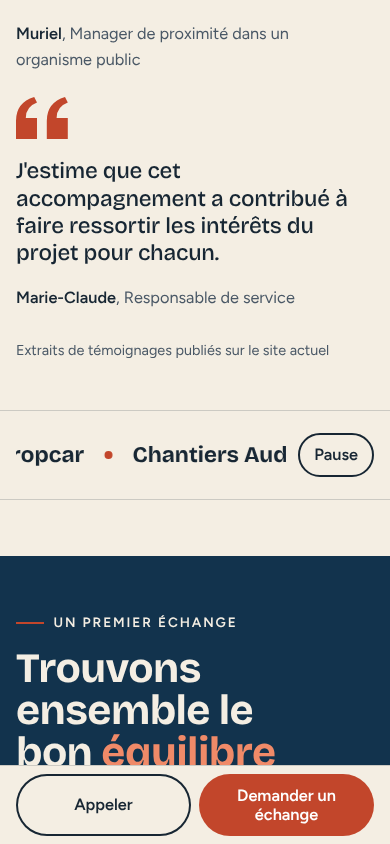 Muriel, Manager de proximité dans un
organisme public
J'estime que cet
accompagnement a contribué à
faire ressortir les intérêts du
projet pour chacun.
Marie-Claude, Responsable de service
Extraits de témoignages publiés sur le site actuel
ropcar • Chantiers Aud
Pause
UN PREMIER ÉCHANGE
Trouvons
ensemble le
bon équilibre
Appeler
Demander un
échange